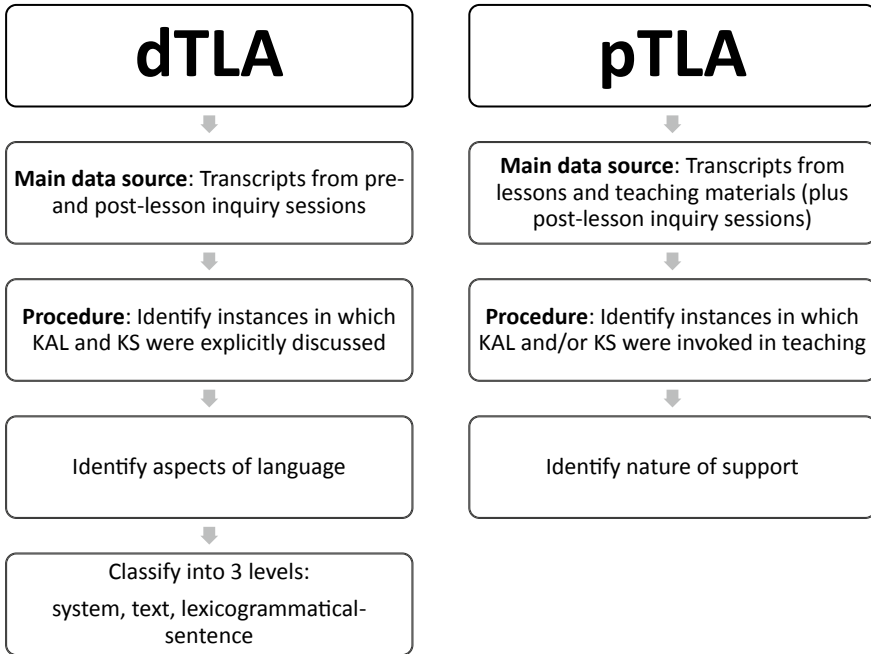 dTLA
Main data source: Transcripts from pre-
and post-lesson inquiry sessions
Procedure: Identify instances in which
KAL and KS were explicitly discussed
Identify aspects of language
Classify into 3 levels:
system, text, lexicogrammatical-
sentence
pTLA
Main data source: Transcripts from
lessons and teaching materials (plus
post-lesson inquiry sessions)
Procedure: Identify instances in which
KAL and/or KS were invoked in teaching
Identify nature of support